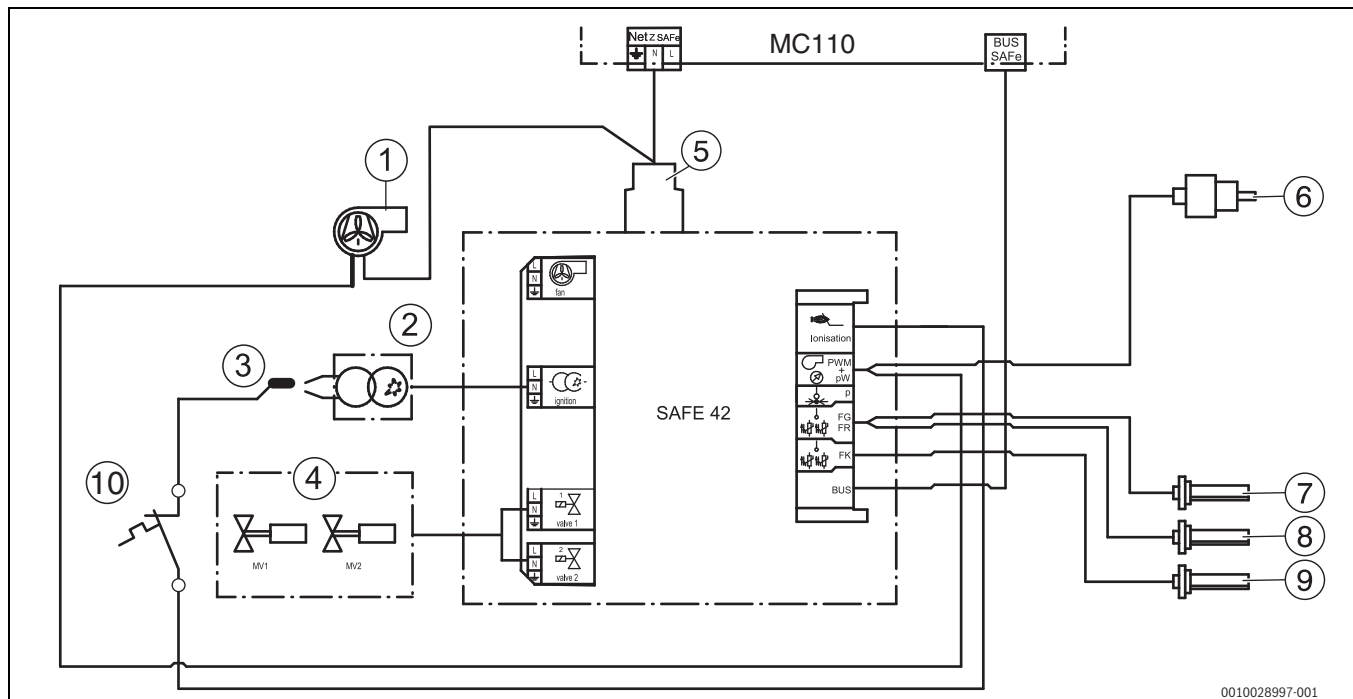 Netz SAFe
N L
MC110
BUS
SAFe
1
5
6
L
N
fan
2
Ionisation
3
PWM
+
pW
L
N
ignition
p
SAFE 42
FG
FR
FK
10
4
L
N
1
valve 1
BUS
7
8
MV1
MV2
L
N
2
valve 2
9
0010028997-001